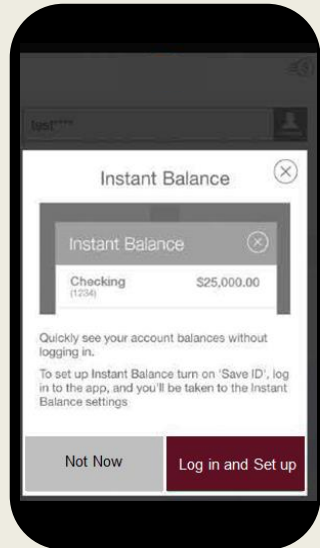 test****
Instant Balance
Instant Balance
Checking $25,000.00
(1234)
Quickly see your account balances without
logging in.
To set up Instant Balance turn on 'Save ID', log
in to the app, and you'll be taken to the Instant
Balance settings
Not Now Log in and Set up